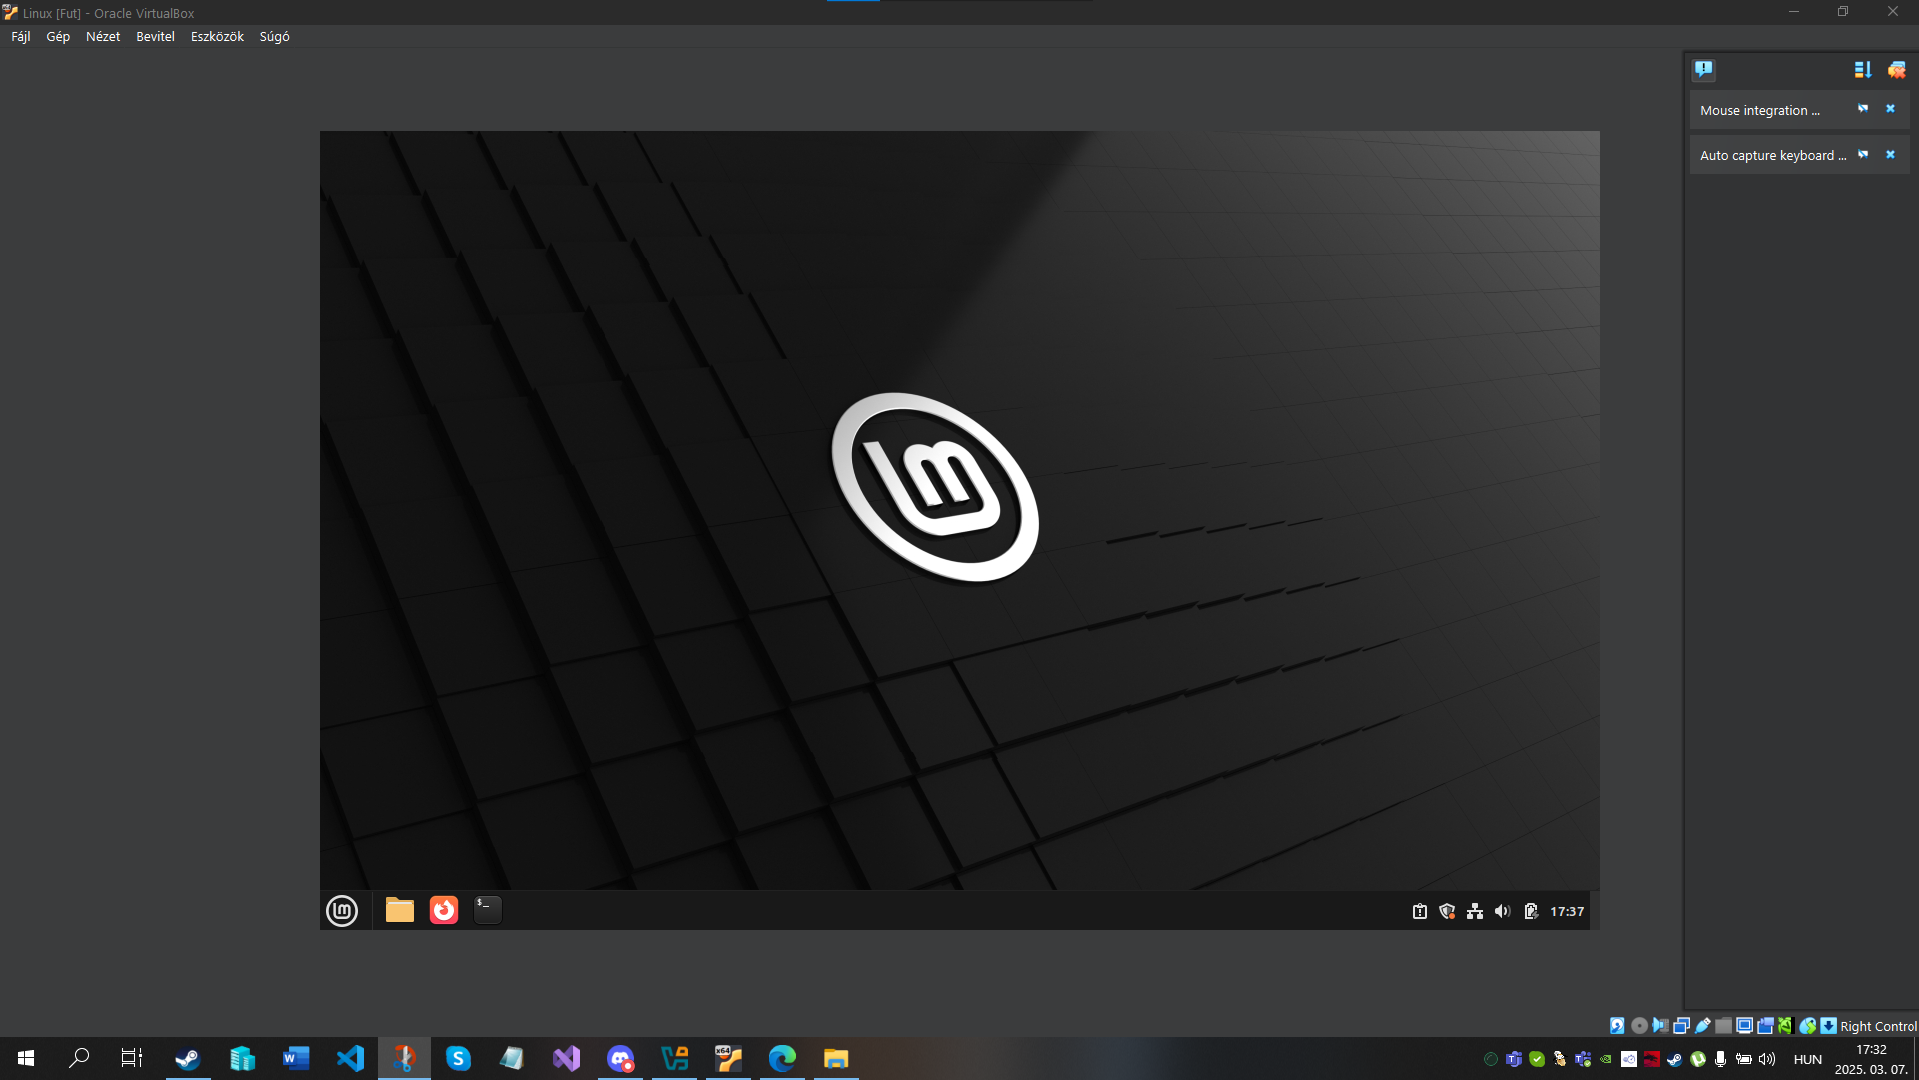 Linux [Fut] - Oracle VirtualBox
Fájl Gép Nézet Bevitel Eszközök Súgó
Mouse integration ...
Auto capture keyboard ...
17:37
Right Control
HUN
17:32
2025. 03. 07.